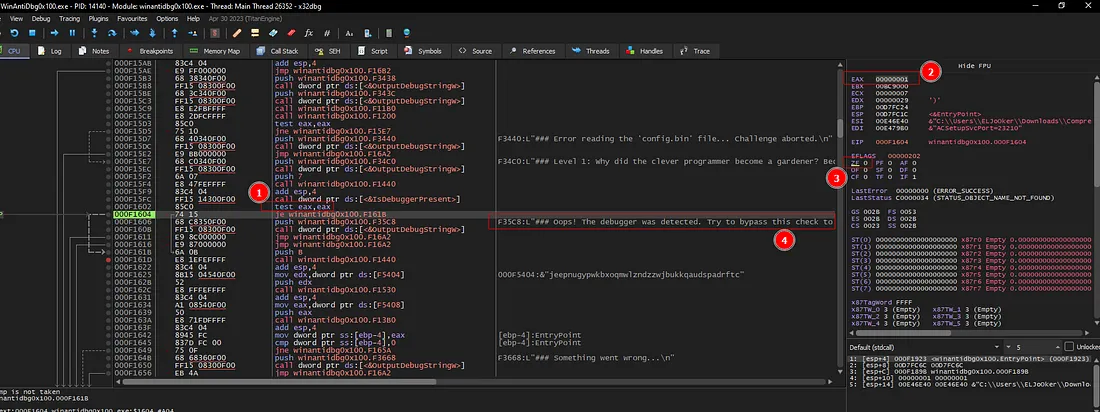 WinAntiDbg0x100.exe - PID: 14140 - Module: winantidbg0x100.exe - Thread: Main Thread 26352 - x32dbg
View Debug Tracing Plugins Favourites Options Help Apr 30 2023 (TitanEngine)
CPU Log Notes Breakpoints Memory Map Call Stack SEH Script Symbols Source References Threads Handles Trace
000F15AB 83C4 04 add esp,4
000F15AE E9 FF000000 jmp winantidbg0x100.F16B2
000F15B3 68 38340F00 push winantidbg0x100.F3438
000F15B8 FF15 08300F00 call dword ptr ds:[<&OutputDebugStringW>]
000F15BE 68 3C340F00 push winantidbg0x100.F343C
000F15C3 FF15 08300F00 call dword ptr ds:[<&OutputDebugStringW>]
000F15C9 E8 E2FBFFFF call winantidbg0x100.F11B0
000F15CE E8 2DFCFFFF call winantidbg0x100.F1200
000F15D3 85C0 test eax,eax
000F15D5 75 10 jne winantidbg0x100.F15E7
000F15D7 68 40340F00 push winantidbg0x100.F3440 F3440:L"### Error reading the 'config.bin' file... Challenge aborted.\n"
000F15DC FF15 08300F00 call dword ptr ds:[<&OutputDebugStringW>]
000F15E2 E9 BB000000 jmp winantidbg0x100.F16A2
000F15E7 68 C0340F00 push winantidbg0x100.F34C0 F34C0:L"### Level 1: Why did the clever programmer become a gardener? Bec
000F15EC FF15 08300F00 call dword ptr ds:[<&OutputDebugStringW>]
000F15F2 6A 07 push 7
000F15F4 E8 47FEFFFF call winantidbg0x100.F1440
000F15F9 83C4 04 add esp,4
000F15FC FF15 14300F00 call dword ptr ds:[<&IsDebuggerPresent>]
1
000F1602 85C0 test eax,eax
000F1604 74 15 je winantidbg0x100.F161B
000F1606 68 C8350F00 push winantidbg0x100.F35C8 F35C8:L"### Oops! The debugger was detected. Try to bypass this check to
000F160B FF15 08300F00 call dword ptr ds:[<&OutputDebugStringW>]
000F1611 E9 8C000000 jmp winantidbg0x100.F16A2
4
000F1616 E9 87000000 jmp winantidbg0x100.F16A2
000F161B 6A 0B push B
000F161D E8 1EFEFFFF call winantidbg0x100.F1440
000F1622 83C4 04 add esp,4
000F1625 8B15 04540F00 mov edx,dword ptr ds:[F5404] 000F5404:&"jeepnugyypwkbxoqmwlzndzzwjbukkqaudspadrftc"
000F162B 52 push edx
000F162C E8 FFFEFFFF call winantidbg0x100.F1530
000F1631 83C4 04 add esp,4
000F1634 A1 08540F00 mov eax,dword ptr ds:[F5408]
000F1639 50 push eax
000F163A E8 71FDFFFF call winantidbg0x100.F13B0
000F163F 83C4 04 add esp,4
000F1642 8945 FC mov dword ptr ss:[ebp-4],eax [ebp-4]:EntryPoint
000F1645 837D FC 00 cmp dword ptr ss:[ebp-4],0 [ebp-4]:EntryPoint
000F1649 75 0F jne winantidbg0x100.F165A
000F164B 68 68360F00 push winantidbg0x100.F3668 F3668:L"### Something went wrong...\n"
000F1650 FF15 08300F00 call dword ptr ds:[<&OutputDebugStringW>]
000F1656 EB 4A jmp winantidbg0x100.F16A2
mp is not taken
winantidbg0x100.000F161B
ext:000F1604 winantidbg0x100.exe:$1604 #A04
Hide FPU
2
EAX 00000001
EBX 00BC9000
ECX 00000007
EDX 00000029 ')'
EBP 00D7FC24
ESP 00D7FC1C <&EntryPoint>
ESI 00E46E40 &"C:\\Users\\ELJOoker\\Downloads\\Compre
EDI 00E479B0 &"ACSetupSvcPort=23210"
EIP 000F1604 winantidbg0x100.000F1604
EFLAGS 00000202
3
ZF 0 PF 0 AF 0
OF 0 SF 0 DF 0
CF 0 TF 0 IF 1
LastError 00000000 (ERROR_SUCCESS)
LastStatus C0000034 (STATUS_OBJECT_NAME_NOT_FOUND)
GS 002B FS 0053
ES 002B DS 002B
CS 0023 SS 002B
ST(0) 00000000000000000000 x87r0 Empty 0.000000000000000000
ST(1) 00000000000000000000 x87r1 Empty 0.000000000000000000
ST(2) 00000000000000000000 x87r2 Empty 0.000000000000000000
ST(3) 00000000000000000000 x87r3 Empty 0.000000000000000000
ST(4) 00000000000000000000 x87r4 Empty 0.000000000000000000
ST(5) 00000000000000000000 x87r5 Empty 0.000000000000000000
ST(6) 00000000000000000000 x87r6 Empty 0.000000000000000000
ST(7) 00000000000000000000 x87r7 Empty 0.000000000000000000
x87TagWord FFFF
x87TW_0 3 (Empty) x87TW_1 3 (Empty)
x87TW_2 3 (Empty) x87TW_3 3 (Empty)
x87TW_4 3 (Empty) x87TW_5 3 (Empty)
Default (stdcall) 5 Unlocked
1: [esp+4] 000F1923 <winantidbg0x100.EntryPoint> (000F1923)
2: [esp+8] 00D7FC6C 00D7FC6C
3: [esp+C] 000F189B winantidbg0x100.000F189B
4: [esp+10] 00000001 00000001
5: [esp+14] 00E46E40 00E46E40 &"C:\\Users\\ELJOoker\\Downlo